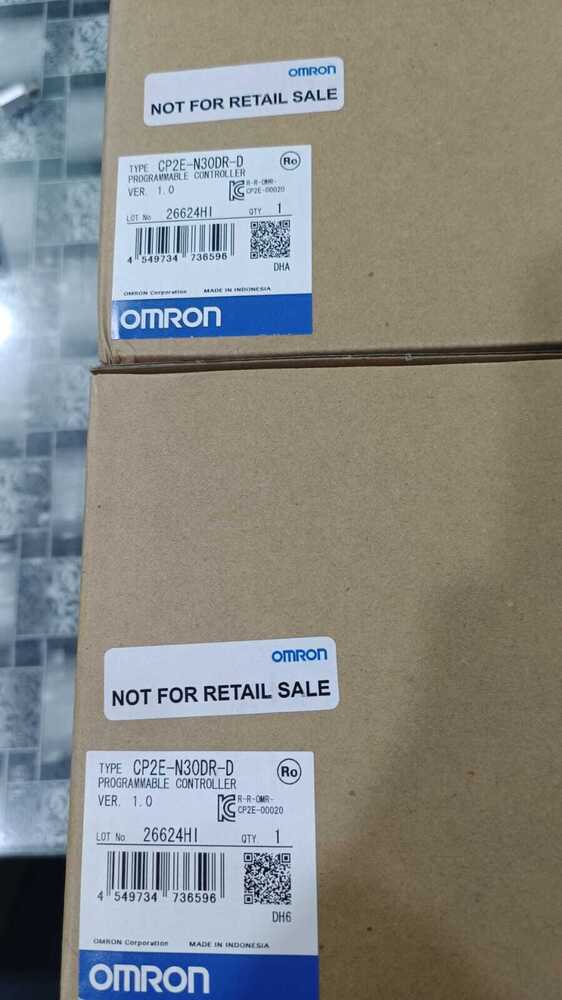 OMRON
NOT FOR RETAIL SALE
TYPE CP2E-N30DR-D
Ro
PROGRAMMABLE CONTROLLER
VER. 1.0
R-R-OMR-
CP2E-00020
LOT No 26624HI QTY 1
4 549734 736596
DHA
OMRON Corporation MADE IN INDONESIA
OMRON
OMRON
NOT FOR RETAIL SALE
TYPE CP2E-N30DR-D
Ro
PROGRAMMABLE CONTROLLER
VER. 1.0
R-R-OMR-
CP2E-00020
LOT No 26624HI QTY. 1
4 549734 736596
DH6
OMRON Corporation MADE IN INDONESIA
OMRON